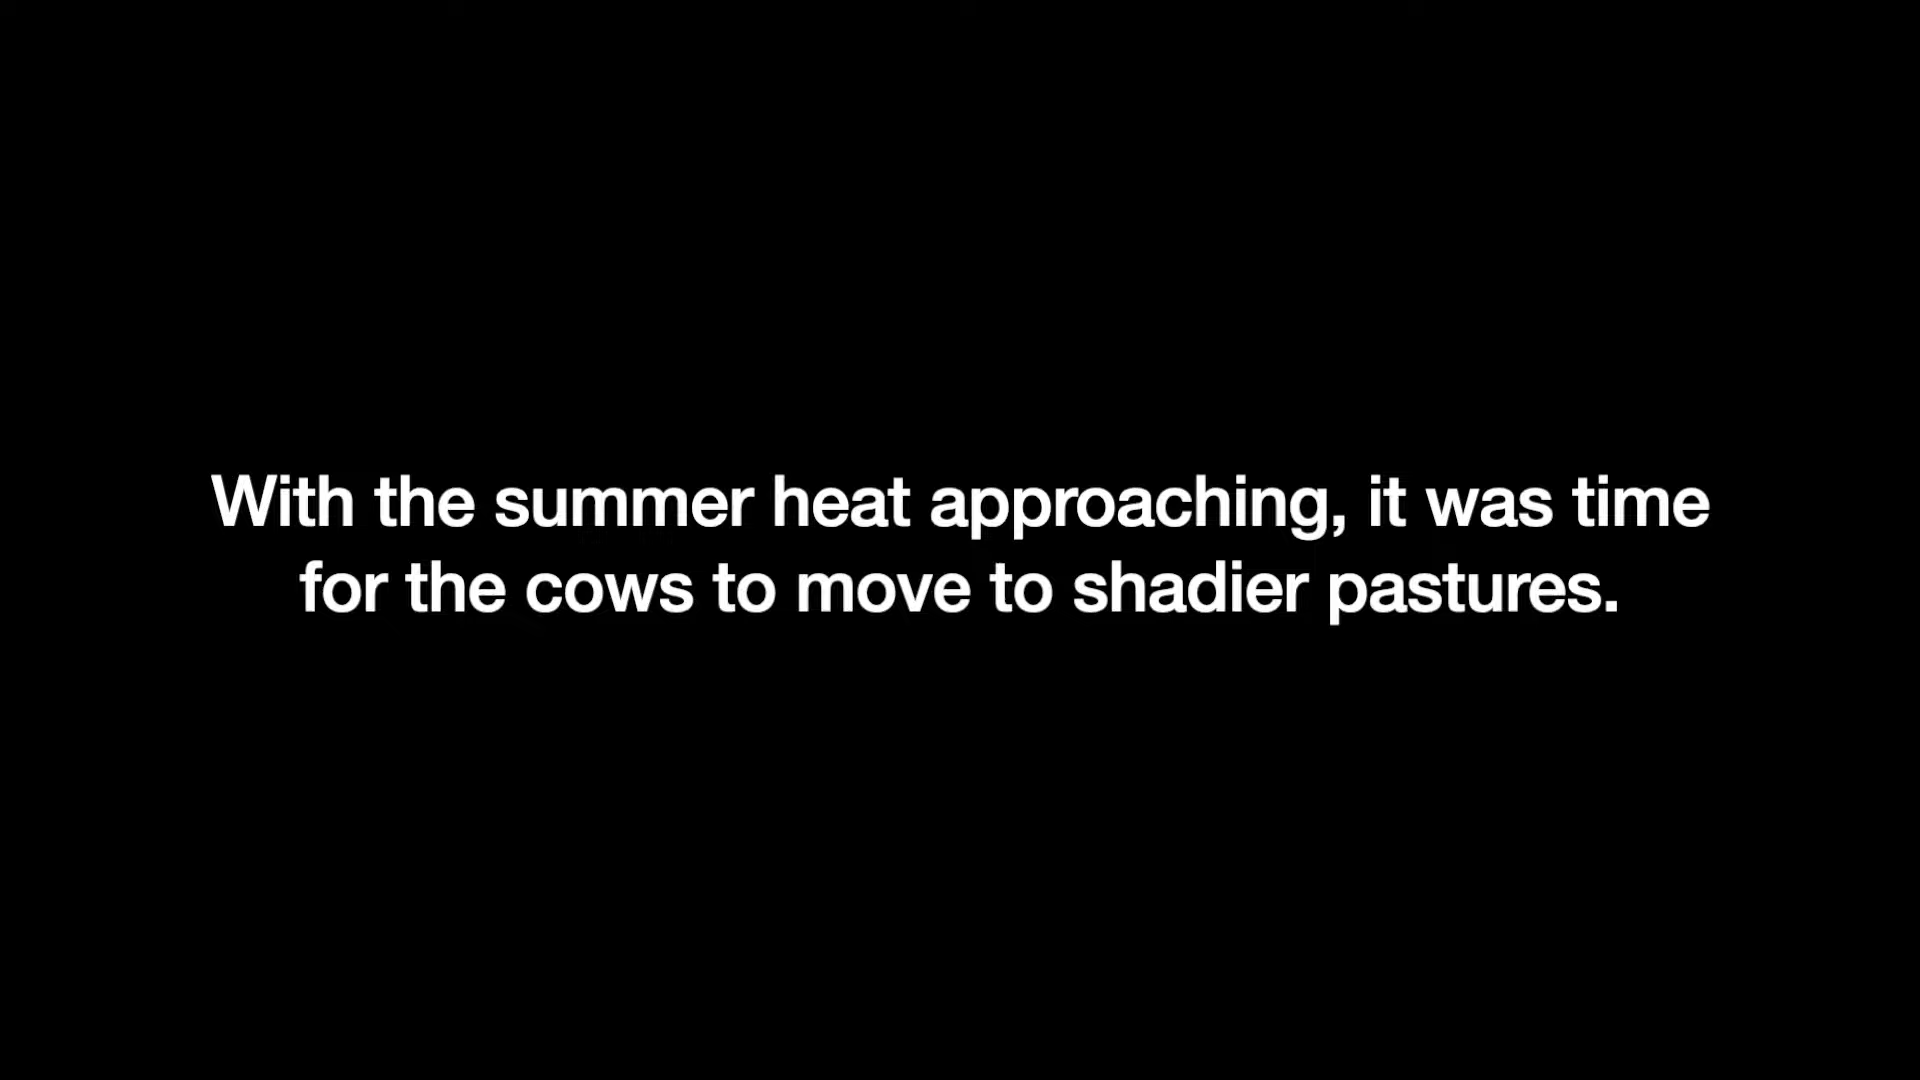 With the summer heat approaching, it was time
for the cows to move to shadier pastures.